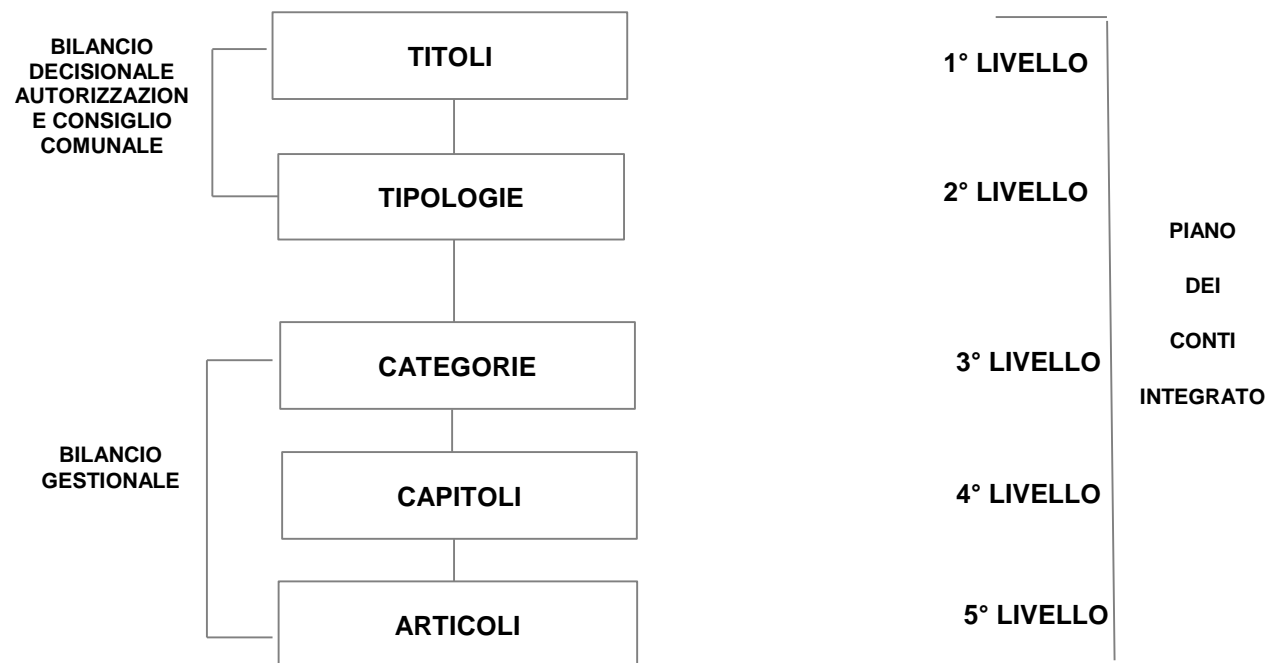 BILANCIO
DECISIONALE
AUTORIZZAZION
E CONSIGLIO
COMUNALE
TITOLI
1° LIVELLO
TIPOLOGIE
2° LIVELLO
PIANO
DEI
CONTI
INTEGRATO
CATEGORIE
3° LIVELLO
BILANCIO
GESTIONALE
CAPITOLI
4° LIVELLO
ARTICOLI
5° LIVELLO